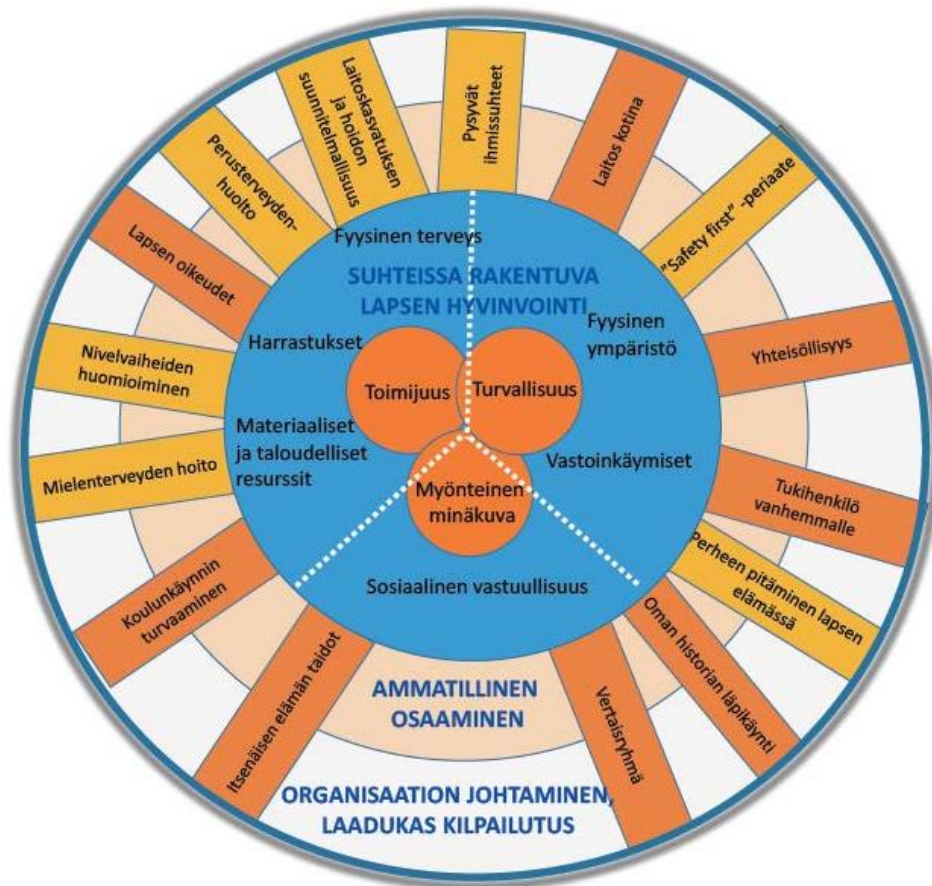 Laitoskasvatuksen
ja hoidon
suunnitelmallisuus
Pysyvät
ihmissuhteet
Laitos kotina
"Safety first" -periaate
Yhteisöllisyys
Tukihenkilö
vanhemmalle
Perheen pitäminen lapsen
elämässä
Oman historian läpikäynti
Vertaisryhmä
Itsenäisen elämän taidot
Koulunkäynnin
turvaaminen
Mielenterveyden hoito
Nivelvaiheiden
huomioiminen
Lapsen oikeudet
Perusterveyden-
huolto
Fyysinen terveys
SUHTEISSA RAKENTUVA
LAPSEN HYVINVOINTI
Harrastukset
Fyysinen
ympäristö
Toimijuus
Turvallisuus
Materiaaliset
ja taloudelliset
resurssit
Vastoinkäymiset
Myönteinen
minäkuva
Sosiaalinen vastuullisuus
AMMATILLINEN
OSAAMINEN
ORGANISAATION JOHTAMINEN,
LAADUKAS KILPAILUTUS